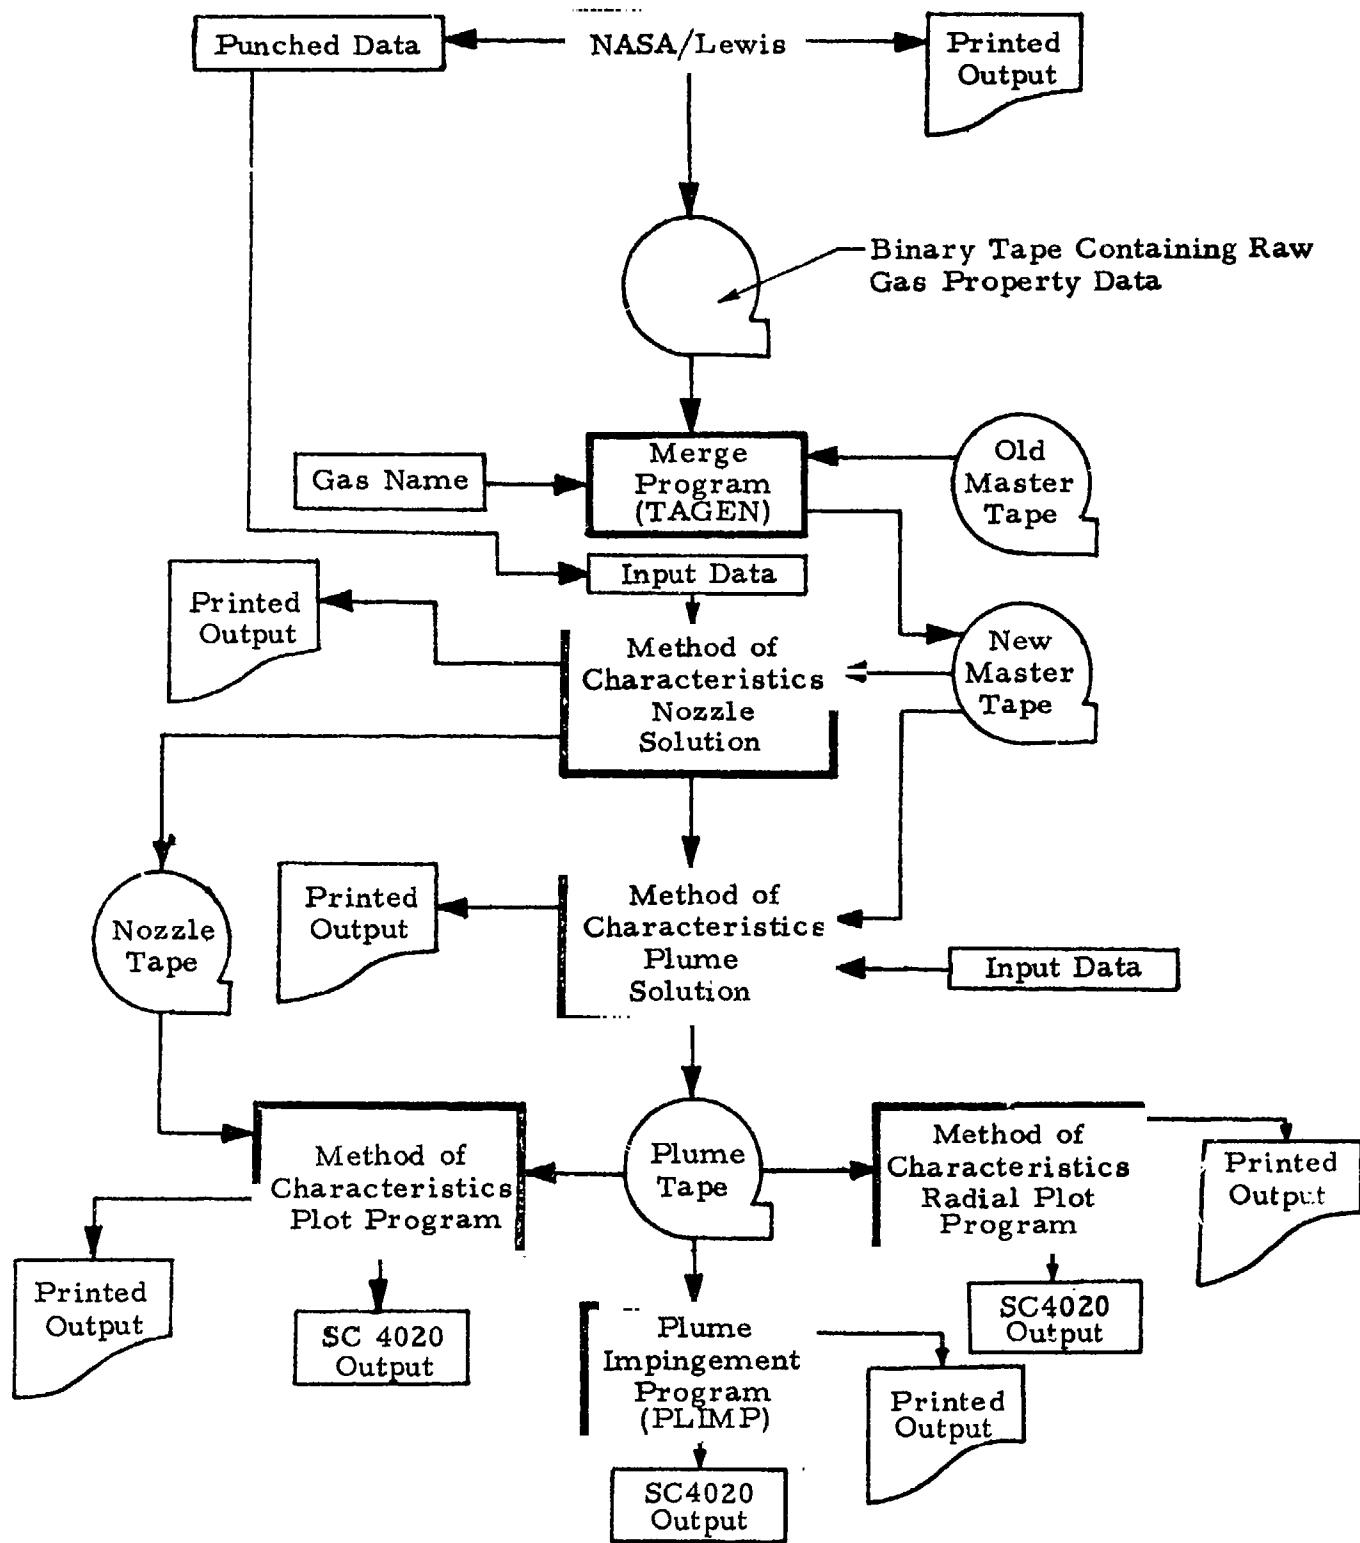 Punched Data
NASA/Lewis
Printed
Output
Binary Tape Containing Raw
Gas Property Data
Gas Name
Merge
Program
(TAGEN)
Old
Master
Tape
Input Data
Printed
Output
Method of
Characteristics
Nozzle
Solution
New
Master
Tape
Nozzle
Tape
Printed
Output
Method of
Characteristics
Plume
Solution
Input Data
Method of
Characteristics
Plot Program
Plume
Tape
Method of
Characteristics
Radial Plot
Program
Printed
Output
Printed
Output
SC 4020
Output
Plume
Impingement
Program
(PLIMP)
SC4020
Output
Printed
Output
SC4020
Output